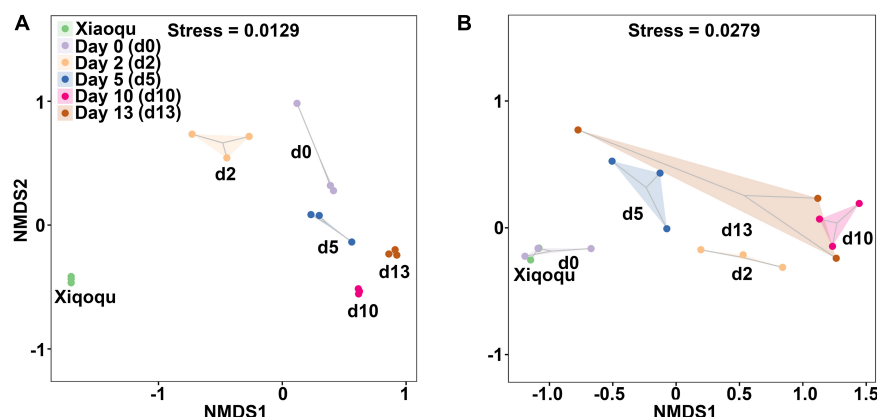 A
Stress = 0.0129
Xiaoqu
Day 0 (d0)
Day 2 (d2)
Day 5 (d5)
Day 10 (d10)
Day 13 (d13)
1
0
-1
NMDS2
d0
d2
d5
d13
d10
Xiqoqu
-1
0
1
NMDS1
B
Stress = 0.0279
1
0
-1
d5
d13
d10
d0
Xiqoqu
d2
-1.0
-0.5
0
0.5
1.0
1.5
NMDS1